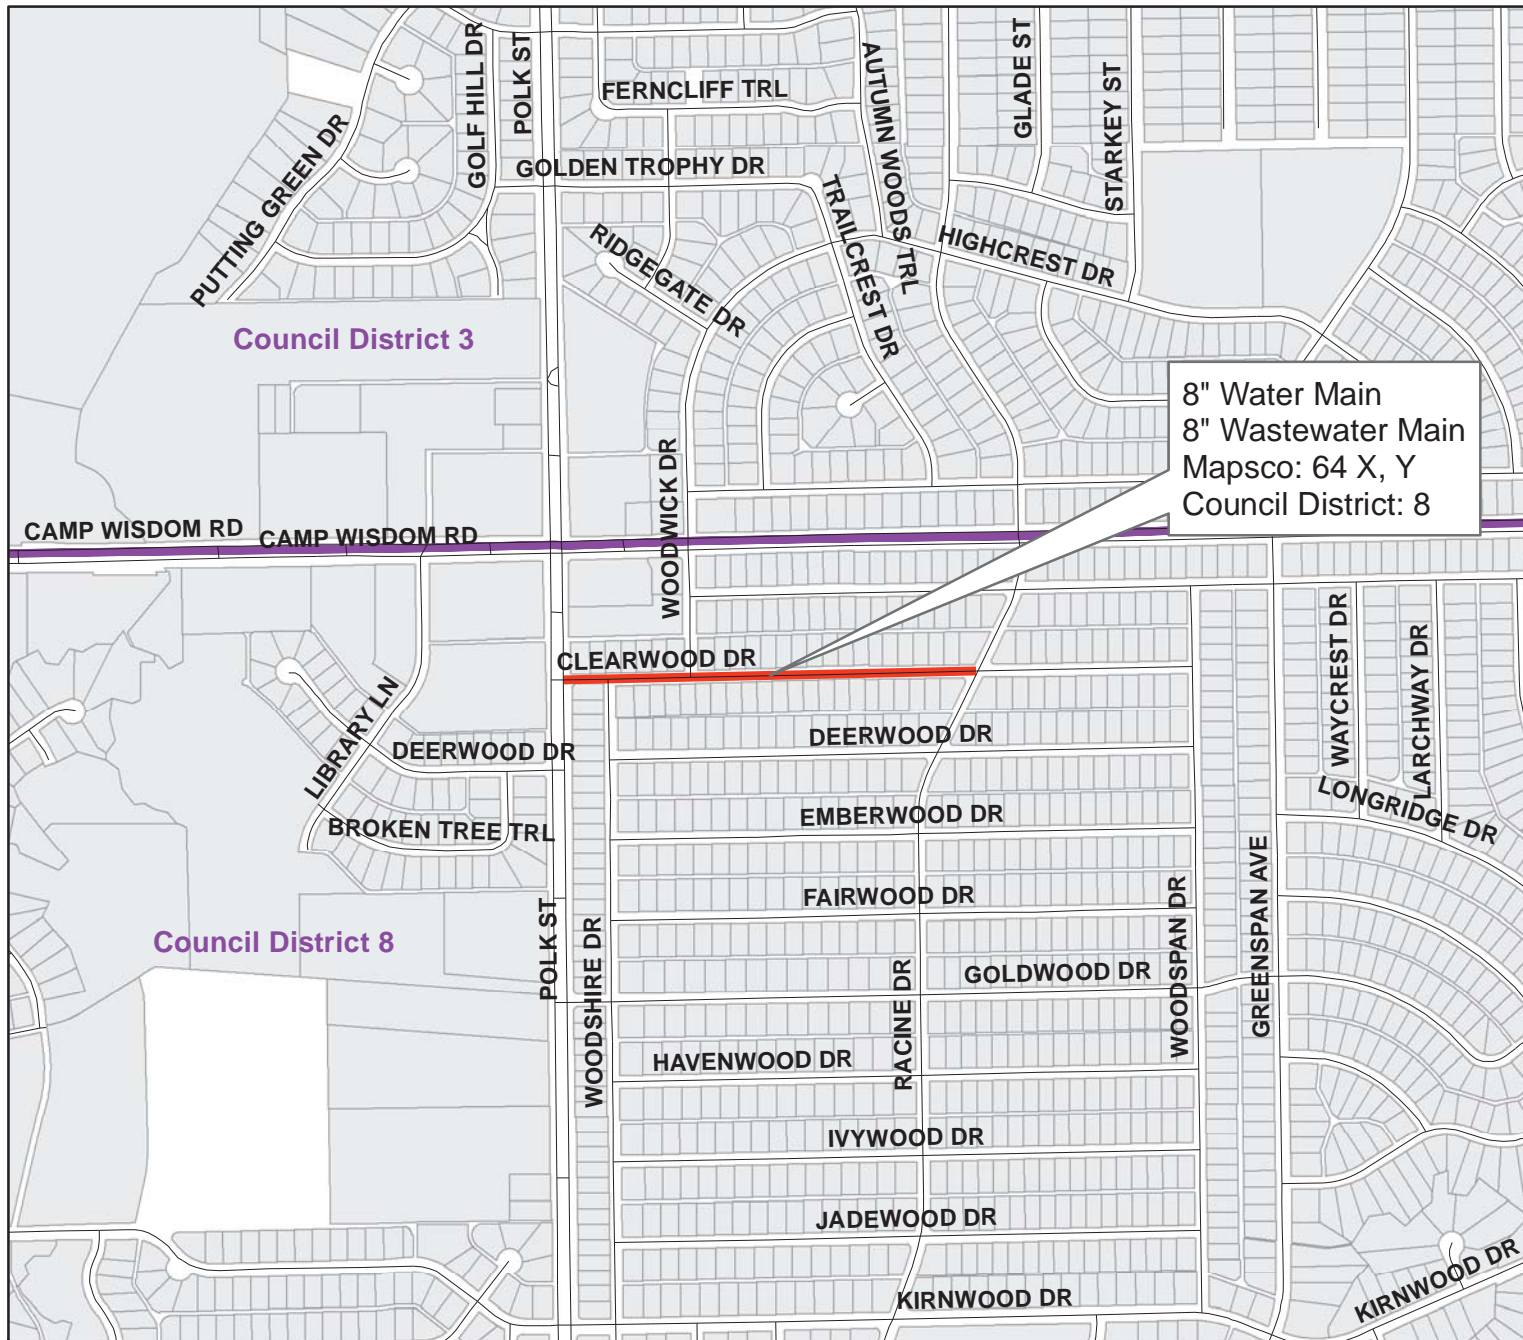 GOLF HILL DR
POLK ST
FERNCLIFF TRL
AUTUMN WOODS TRL
GLADE ST
STARKEY ST
PUTTING GREEN DR
GOLDEN TROPHY DR
TRAILCREST DR
RIDGEGATE DR
HIGHCREST DR
Council District 3
8" Water Main
8" Wastewater Main
Mapsco: 64 X, Y
Council District: 8
CAMP WISDOM RD
CAMP WISDOM RD
WOODWICK DR
CLEARWOOD DR
LIBRARY LN
DEERWOOD DR
DEERWOOD DR
WAYCREST DR
LARCHWAY DR
LONGRIDGE DR
BROKEN TREE TRL
EMBERWOOD DR
FAIRWOOD DR
Council District 8
POLK ST
WOODSHIRE DR
RACINE DR
GOLDWOOD DR
WOODSPAN DR
GREENSPAN AVE
HAVENWOOD DR
IVYWOOD DR
JADEWOOD DR
KIRNWOOD DR
KIRNWOOD DR